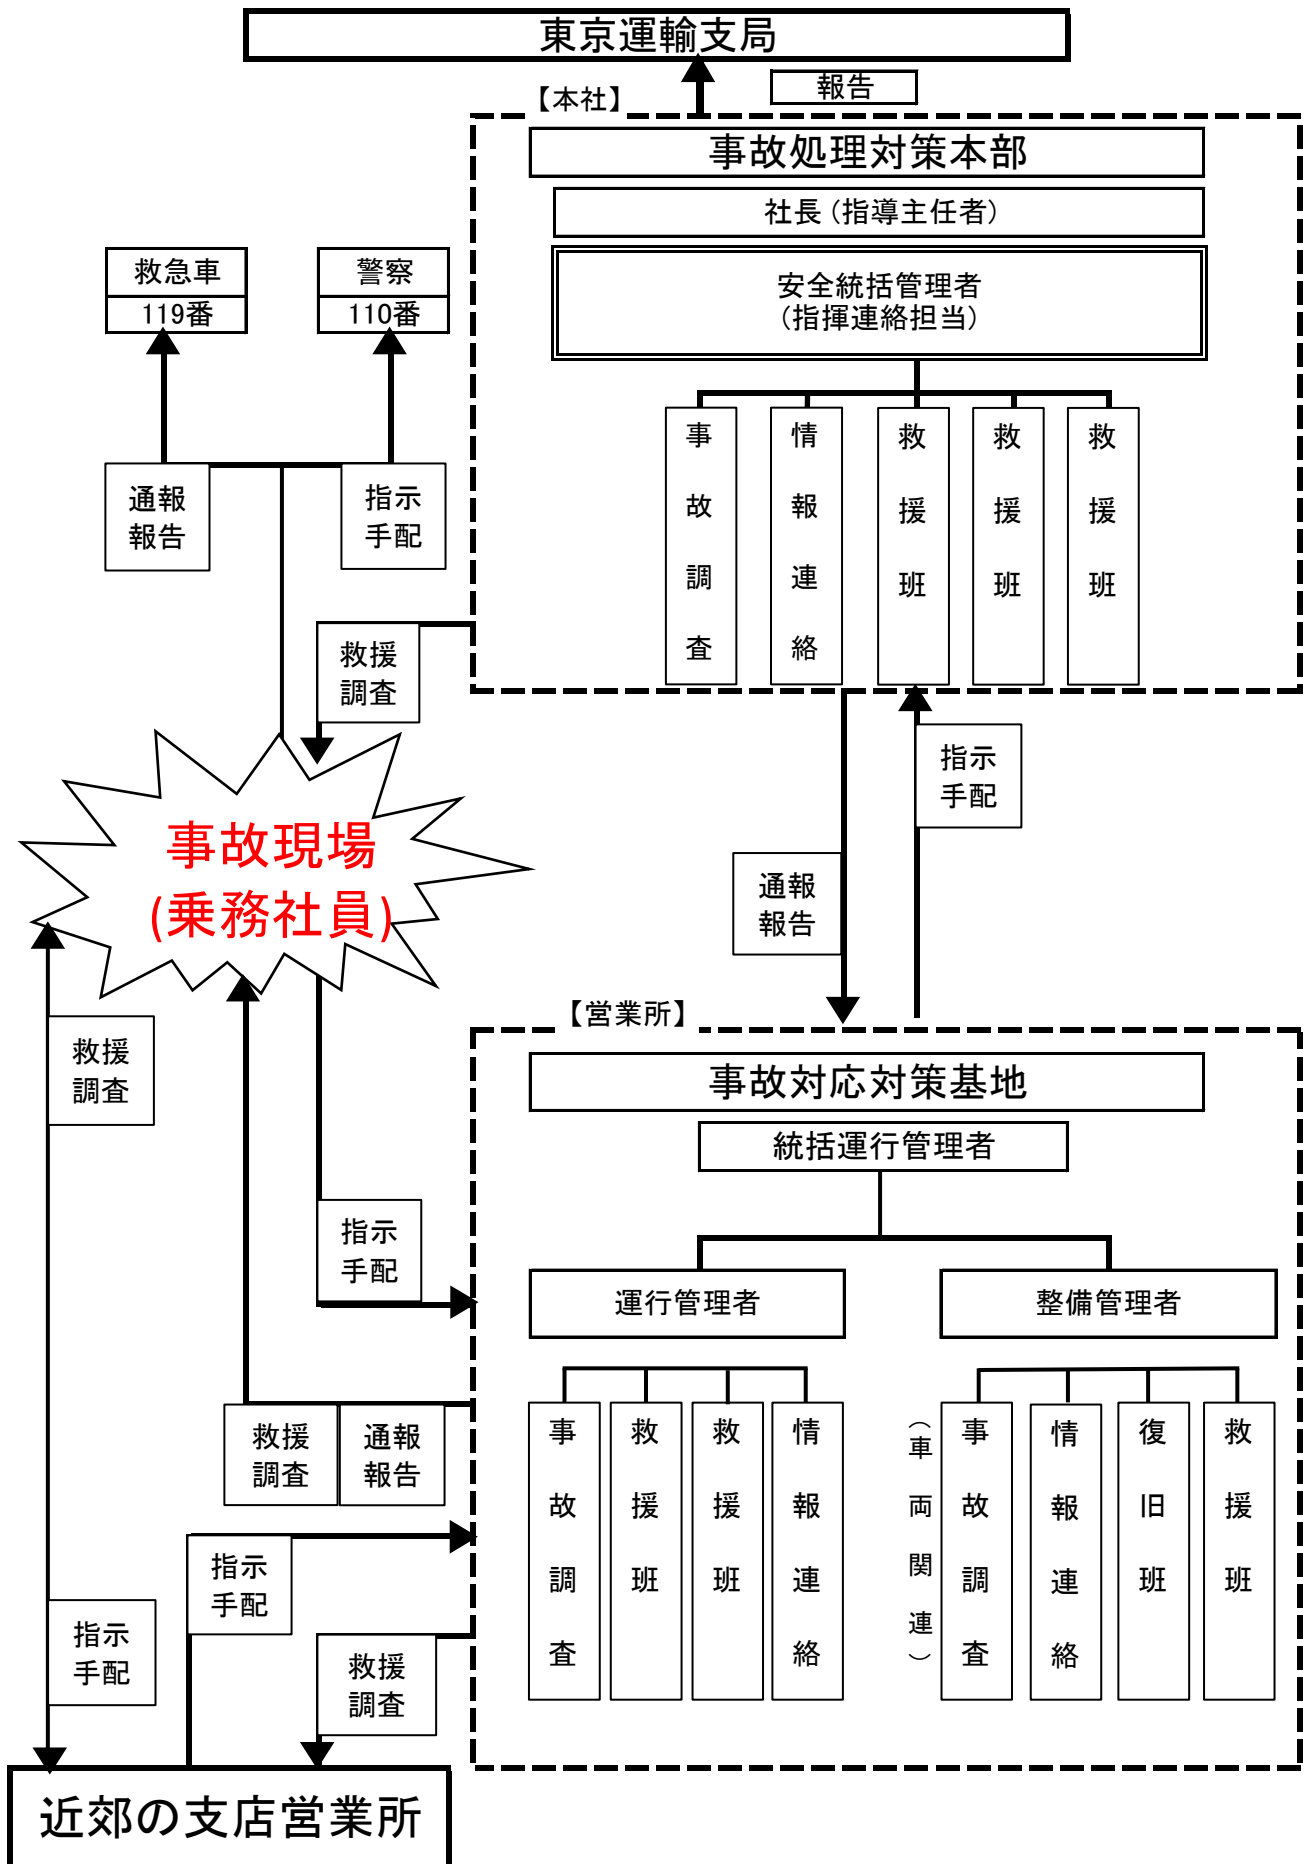 東京運輸支局
報告
【本社】
事故処理対策本部
社長（指導主任者）
安全統括管理者
（指揮連絡担当）
事故調査
情報連絡
救援班
救援班
救援班
救急車
119番
警察
110番
通報
報告
指示
手配
救援
調査
事故現場
(乗務社員)
指示
手配
通報
報告
【営業所】
事故対応対策基地
統括運行管理者
運行管理者
整備管理者
事故調査
救援班
救援班
情報連絡
（車両関連）
事故調査
情報連絡
復旧班
救援班
救援
調査
指示
手配
救援
調査
通報
報告
指示
手配
指示
手配
救援
調査
近郊の支店営業所